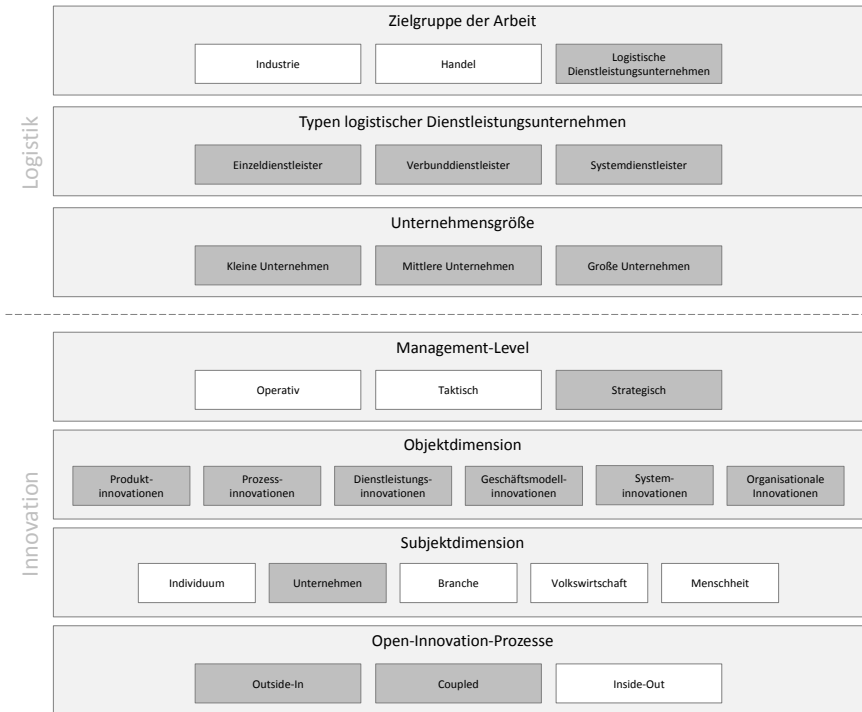 Logistik
Zielgruppe der Arbeit
Industrie
Handel
Logistische
Dienstleistungsunternehmen
Typen logistischer Dienstleistungsunternehmen
Einzeldienstleister
Verbunddienstleister
Systemdienstleister
Unternehmensgröße
Kleine Unternehmen
Mittlere Unternehmen
Große Unternehmen
Innovation
Management-Level
Operativ
Taktisch
Strategisch
Objektdimension
Produkt-
innovationen
Prozess-
innovationen
Dienstleistungs-
innovationen
Geschäftsmodell-
innovationen
System-
innovationen
Organisationale
Innovationen
Subjektdimension
Individuum
Unternehmen
Branche
Volkswirtschaft
Menschheit
Open-Innovation-Prozesse
Outside-In
Coupled
Inside-Out